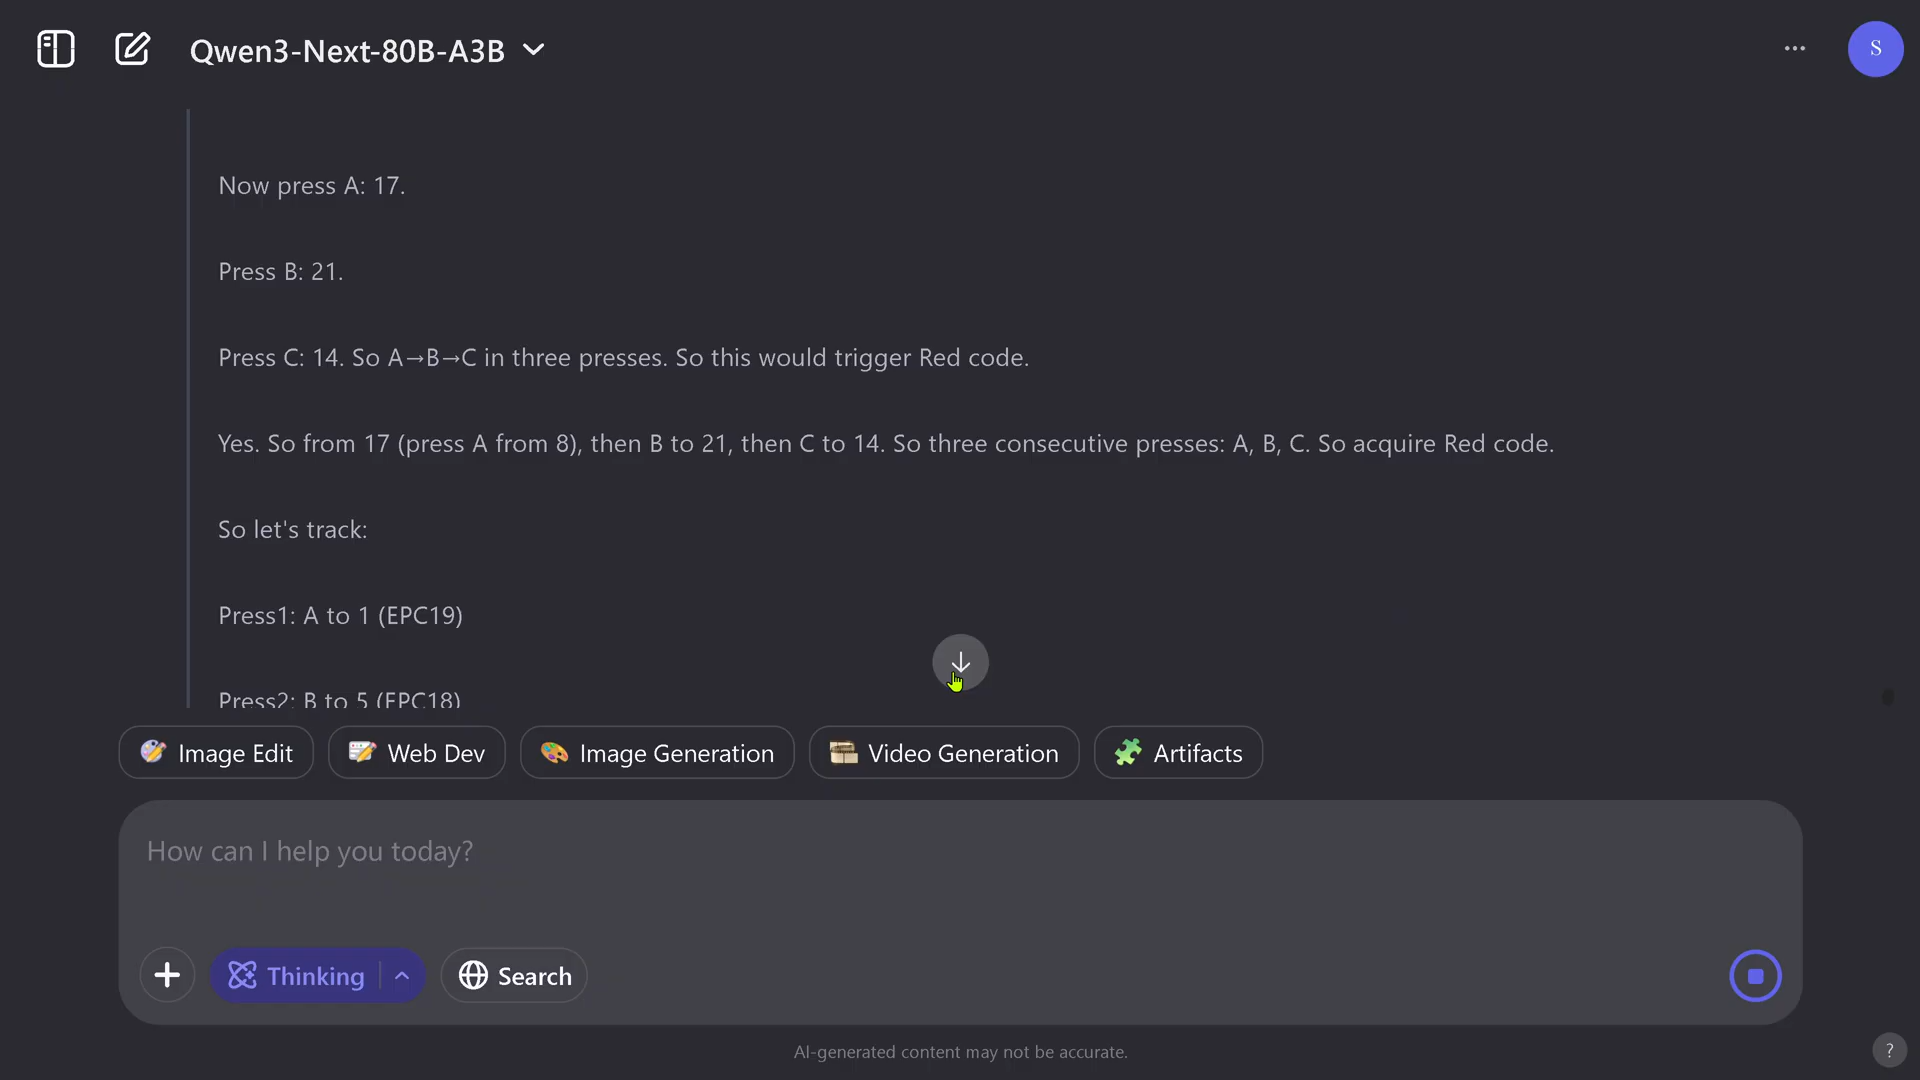 Qwen3-Next-80B-A3B
S
Now press A: 17.
Press B: 21.
Press C: 14. So A→B→C in three presses. So this would trigger Red code.
Yes. So from 17 (press A from 8), then B to 21, then C to 14. So three consecutive presses: A, B, C. So acquire Red code.
So let's track:
Press1: A to 1 (EPC19)
Press2: B to 5 (EPC18)
Image Edit
Web Dev
Image Generation
Video Generation
Artifacts
How can I help you today?
Thinking
Search
AI-generated content may not be accurate.
?